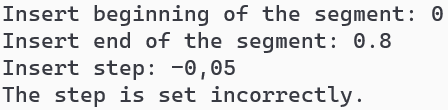 Insert beginning of the segment: 0
Insert end of the segment: 0.8
Insert step: -0,05
The step is set incorrectly.